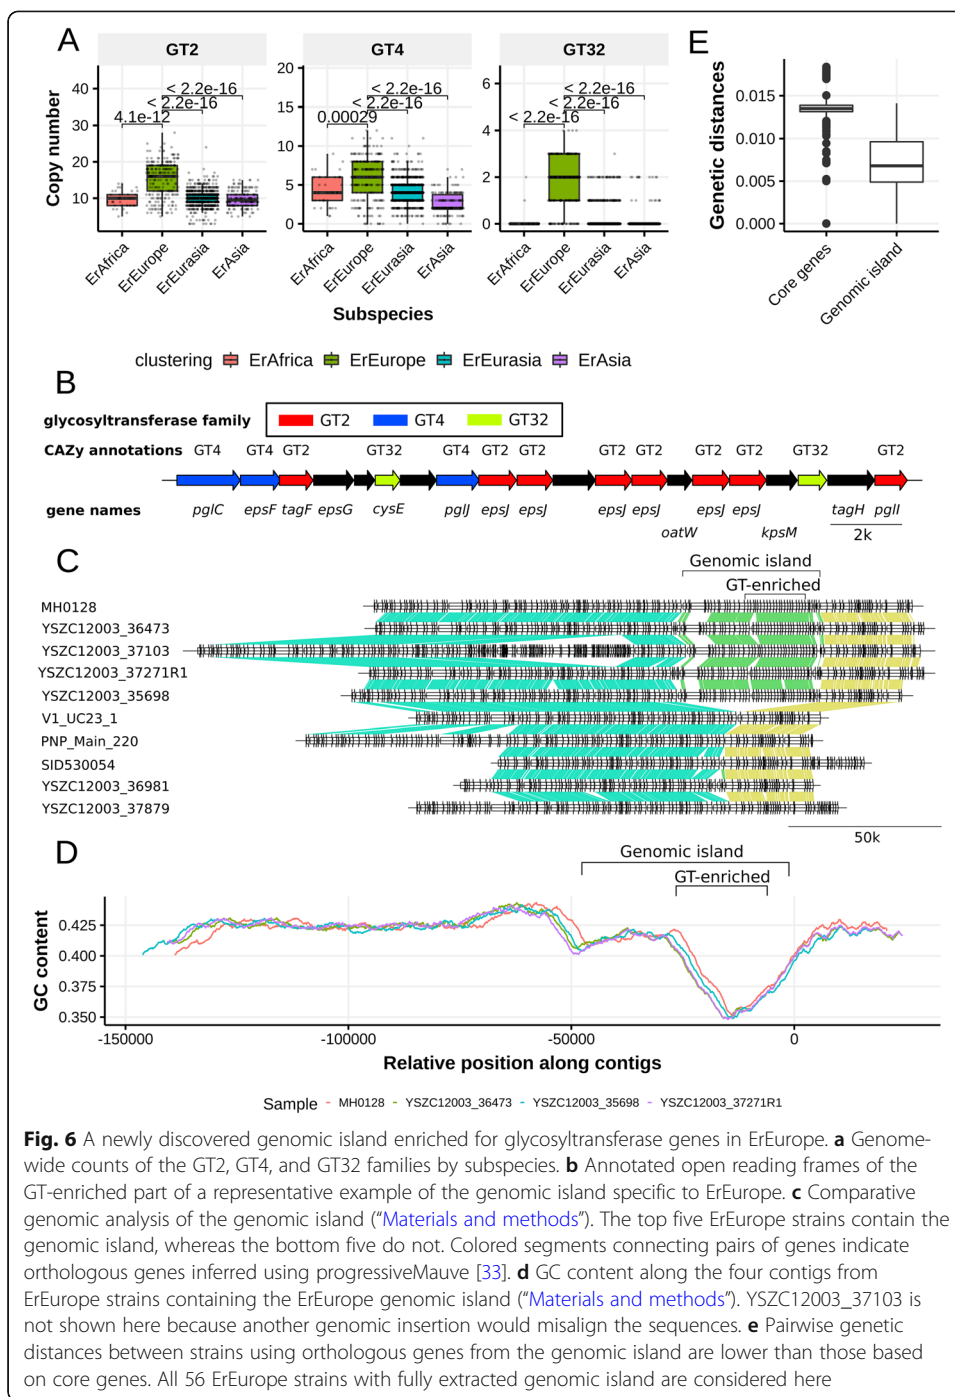 A
GT2
GT4
GT32
E
Copy number
40
30
20
10
< 2.2e-16
< 2.2e-16
4.1e-12
20
15
10
5
0
< 2.2e-16
< 2.2e-16
0.00029
6
4
2
0
< 2.2e-16
< 2.2e-16
< 2.2e-16
ErAfrica
ErEurope
ErEurasia
ErAsia
ErAfrica
ErEurope
ErEurasia
ErAsia
ErAfrica
ErEurope
ErEurasia
ErAsia
Subspecies
Genetic distances
0.015
0.010
0.005
0.000
Core genes
Genomic island
clustering ErAfrica ErEurope ErEurasia ErAsia
B
glycosyltransferase family GT2 GT4 GT32
CAZy annotations GT4 GT4 GT2 GT32 GT4 GT2 GT2 GT2 GT2 GT2 GT2 GT32 GT2
gene names pglC epsF tagF epsG cysE pglJ epsJ epsJ epsJ epsJ epsJ epsJ tagH pglI
oatW kpsM 2k
C
Genomic island
GT-enriched
MH0128
YSZC12003_36473
YSZC12003_37103
YSZC12003_37271R1
YSZC12003_35698
V1_UC23_1
PNP_Main_220
SID530054
YSZC12003_36981
YSZC12003_37879
50k
D
Genomic island
GT-enriched
GC content
0.425
0.400
0.375
0.350
-150000 -100000 -50000 0
Relative position along contigs
Sample MH0128 YSZC12003_36473 YSZC12003_35698 YSZC12003_37271R1
Fig. 6 A newly discovered genomic island enriched for glycosyltransferase genes in ErEurope. a Genome-
wide counts of the GT2, GT4, and GT32 families by subspecies. b Annotated open reading frames of the
GT-enriched part of a representative example of the genomic island specific to ErEurope. c Comparative
genomic analysis of the genomic island (“Materials and methods”). The top five ErEurope strains contain the
genomic island, whereas the bottom five do not. Colored segments connecting pairs of genes indicate
orthologous genes inferred using progressiveMauve [33]. d GC content along the four contigs from
ErEurope strains containing the ErEurope genomic island (“Materials and methods”). YSZC12003_37103 is
not shown here because another genomic insertion would misalign the sequences. e Pairwise genetic
distances between strains using orthologous genes from the genomic island are lower than those based
on core genes. All 56 ErEurope strains with fully extracted genomic island are considered here